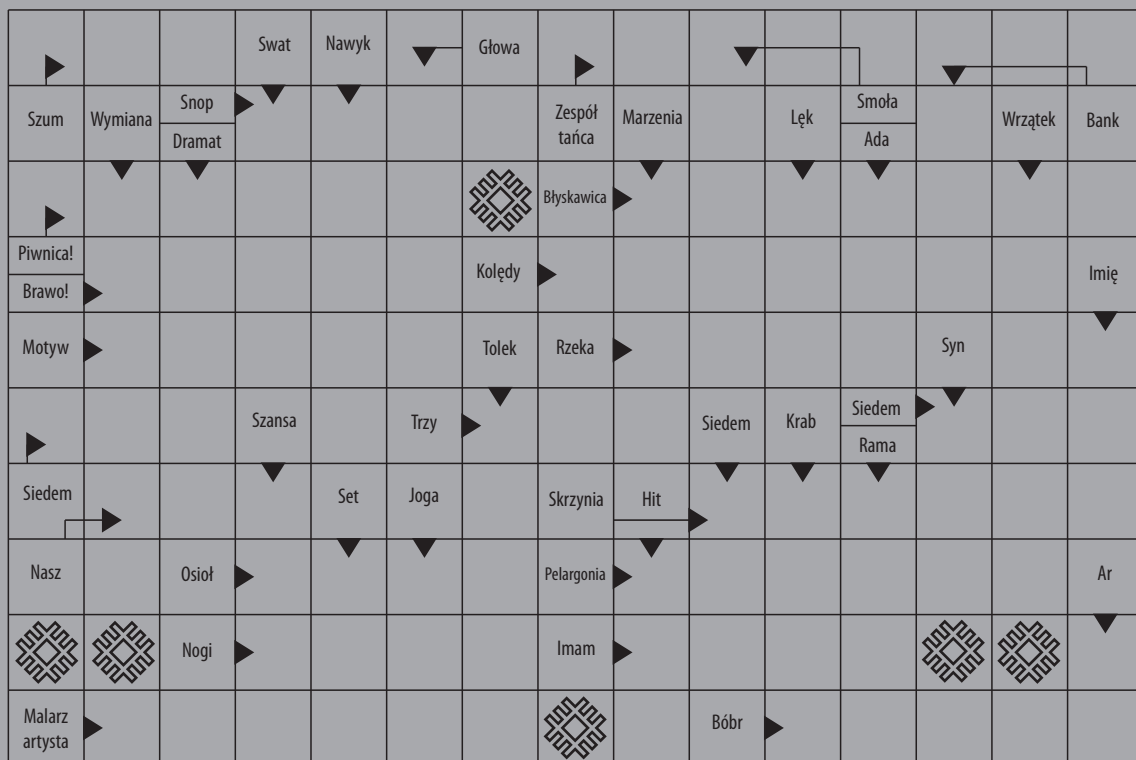 Swat
Nawyk
Głowa
Szum
Wymiana
Snop
Dramat
Zespół
tańca
Marzenia
Lęk
Smoła
Ada
Wrzątek
Bank
Błyskawica
Piwnica!
Brawo!
Kolędy
Imię
Motyw
Tolek
Rzeka
Syn
Szansa
Trzy
Siedem
Krab
Siedem
Rama
Siedem
Set
Joga
Skrzynia
Hit
Nasz
Osioł
Pelargonia
Ar
Nogi
Imam
Malarz
artysta
Bóbr